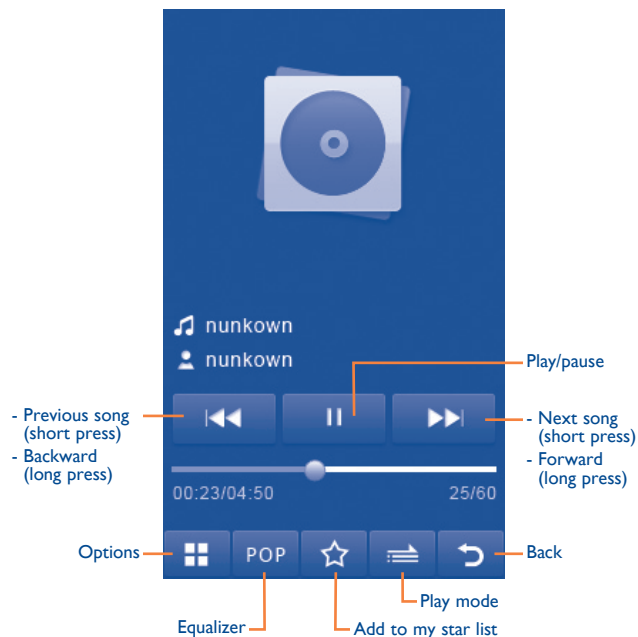 nunkown
nunkown
Play/pause
- Previous song
(short press)
- Backward
(long press)
- Next song
(short press)
- Forward
(long press)
00:23/04:50
25/60
Options
POP
Back
Play mode
Equalizer
Add to my star list